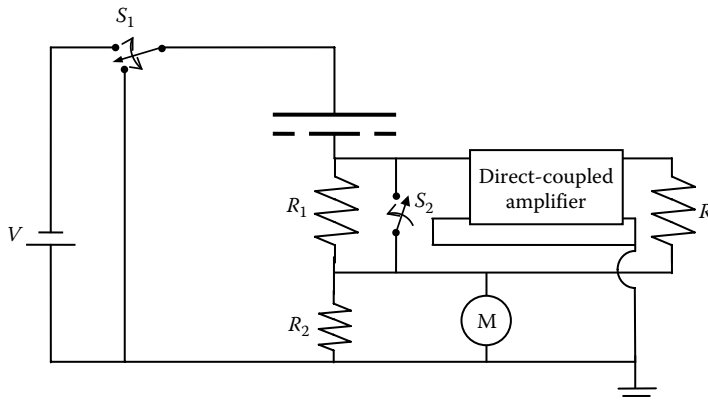 S1
V
R1
S2
Direct-coupled
amplifier
R
R2
M